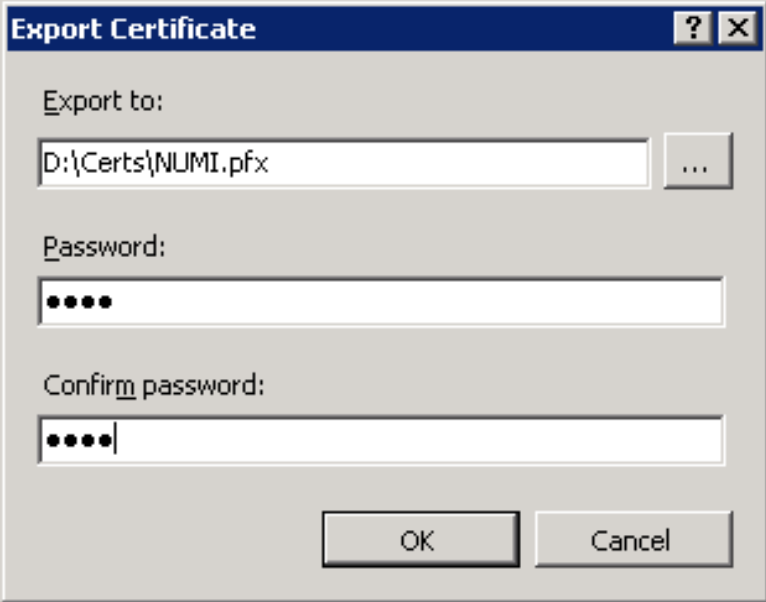 Export Certificate
Export to:
D:\Certs\NUMI.pfx
...
Password:
●●●●
Confirm password:
●●●●
OK Cancel